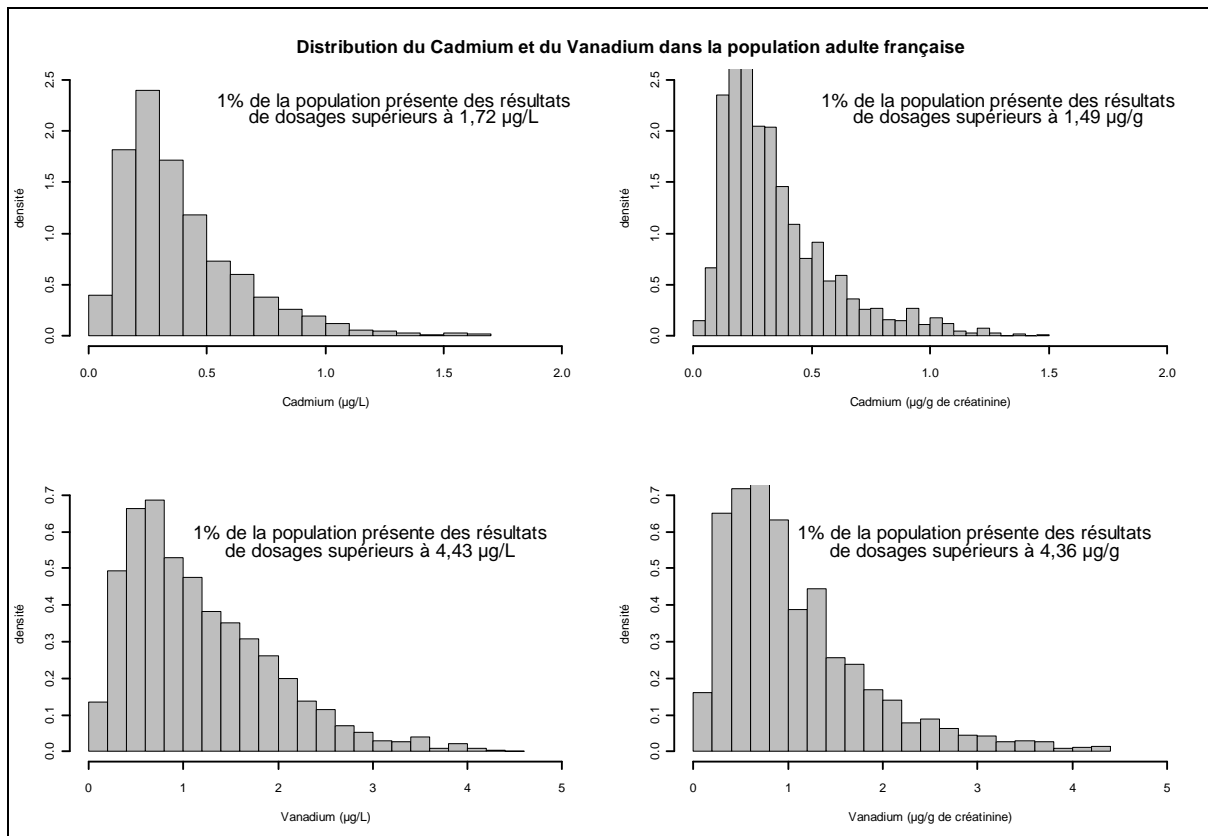 Distribution du Cadmium et du Vanadium dans la population adulte française
1% de la population présente des résultats
de dosages supérieurs à 1,72 µg/L
densité
2.5
2.0
1.5
1.0
0.5
0.0
0.0 0.5 1.0 1.5 2.0
Cadmium (µg/L)
1% de la population présente des résultats
de dosages supérieurs à 1,49 µg/g
densité
2.5
2.0
1.5
1.0
0.5
0.0
0.0 0.5 1.0 1.5 2.0
Cadmium (µg/g de créatinine)
1% de la population présente des résultats
de dosages supérieurs à 4,43 µg/L
densité
0.7
0.6
0.5
0.4
0.3
0.2
0.1
0.0
0 1 2 3 4 5
Vanadium (µg/L)
1% de la population présente des résultats
de dosages supérieurs à 4,36 µg/g
densité
0.7
0.6
0.5
0.4
0.3
0.2
0.1
0.0
0 1 2 3 4 5
Vanadium (µg/g de créatinine)